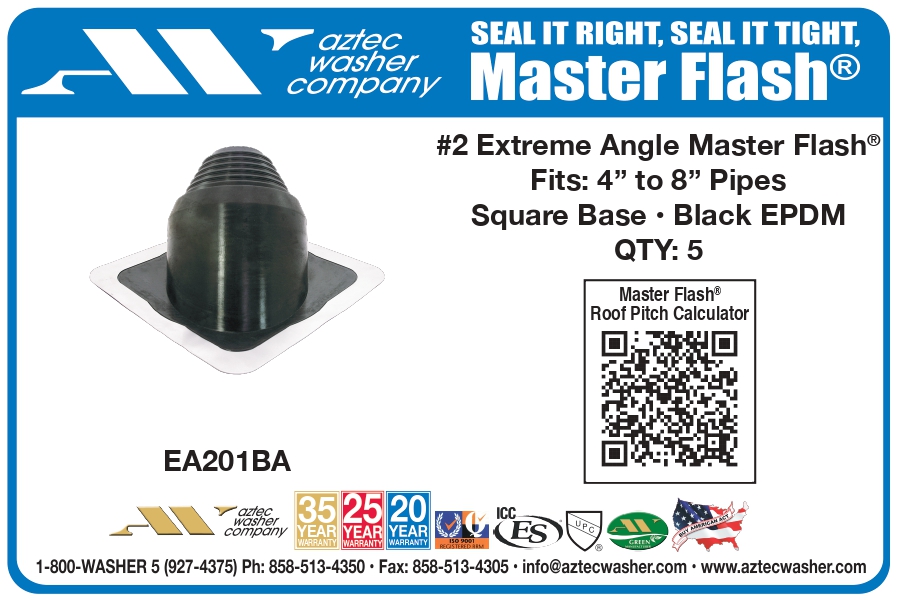 aztec
washer
company
SEAL IT RIGHT, SEAL IT TIGHT,
Master Flash®
#2 Extreme Angle Master Flash®
Fits: 4” to 8” Pipes
Square Base • Black EPDM
QTY: 5
Master Flash®
Roof Pitch Calculator
EA201BA
aztec
washer
company
35
YEAR
WARRANTY
25
YEAR
WARRANTY
20
YEAR
WARRANTY
ISO 9001
REGISTERED FIRM
ICC
ES
®
UPC
®
GREEN
BUY AMERICAN ACT
1-800-WASHER 5 (927-4375) Ph: 858-513-4350 • Fax: 858-513-4305 • info@aztecwasher.com • www.aztecwasher.com